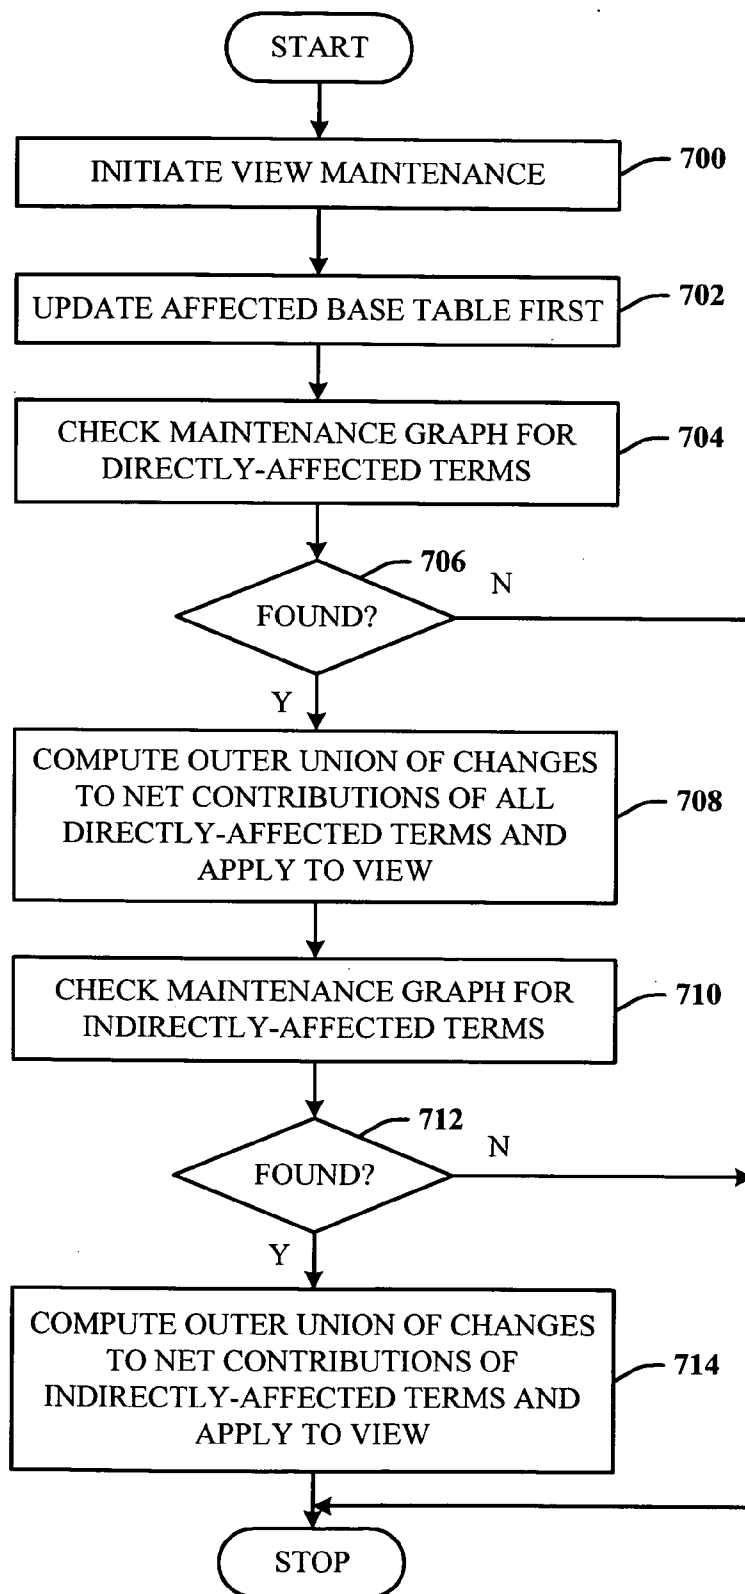 START
INITIATE VIEW MAINTENANCE
700
UPDATE AFFECTED BASE TABLE FIRST
702
CHECK MAINTENANCE GRAPH FOR
DIRECTLY-AFFECTED TERMS
704
706
FOUND?
N
Y
COMPUTE OUTER UNION OF CHANGES
TO NET CONTRIBUTIONS OF ALL
DIRECTLY-AFFECTED TERMS AND
APPLY TO VIEW
708
CHECK MAINTENANCE GRAPH FOR
INDIRECTLY-AFFECTED TERMS
710
712
FOUND?
N
Y
COMPUTE OUTER UNION OF CHANGES
TO NET CONTRIBUTIONS OF
INDIRECTLY-AFFECTED TERMS AND
APPLY TO VIEW
714
STOP